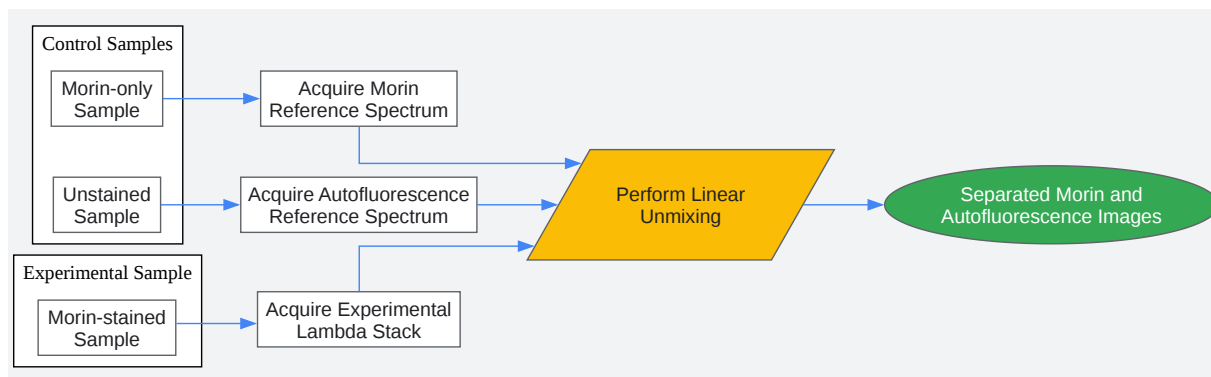 Control Samples
Morin-only
Sample
Acquire Morin
Reference Spectrum
Unstained
Sample
Acquire Autofluorescence
Reference Spectrum
Perform Linear
Unmixing
Separated Morin and
Autofluorescence Images
Experimental Sample
Morin-stained
Sample
Acquire Experimental
Lambda Stack